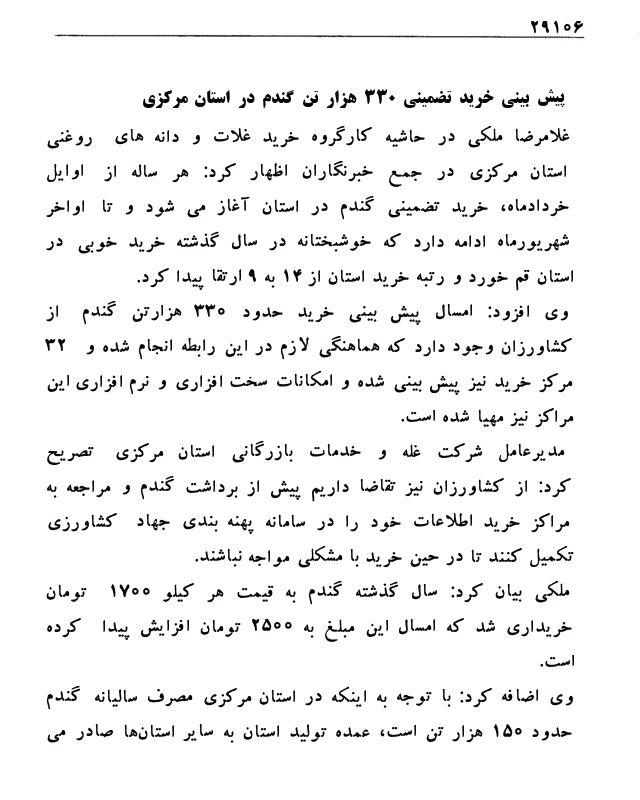 ۲۹۱۰۶
پیش بینی خرید تضمینی ۳۳۰ هزار تن گندم در استان مرکزی
غلامرضا ملکی در حاشیه کارگروه خرید غلات و دانه های روغنی
استان مرکزی در جمع خبرنگاران اظهار کرد: هر ساله از اوایل
خردادماه، خرید تضمینی گندم در استان آغاز می شود و تا اواخر
شهریورماه ادامه دارد که خوشبختانه در سال گذشته خرید خوبی در
استان قم خورد و رتبه خرید استان از ۱۴ به ۹ ارتقا پیدا کرد.
وی افزود: امسال پیش بینی خرید حدود ۳۳۰ هزارتن گندم از
کشاورزان وجود دارد که هماهنگی لازم در این رابطه انجام شده و ۳۲
مرکز خرید نیز پیش بینی شده و امکانات سخت افزاری و نرم افزاری این
مراکز نیز مهیا شده است.
مدیرعامل شرکت غله و خدمات بازرگانی استان مرکزی تصریح
کرد: از کشاورزان نیز تقاضا داریم پیش از برداشت گندم و مراجعه به
مراکز خرید اطلاعات خود را در سامانه پهنه بندی جهاد کشاورزی
تکمیل کنند تا در حین خرید با مشکلی مواجه نباشند.
ملکی بیان کرد: سال گذشته گندم به قیمت هر کیلو ۱۷۰۰ تومان
خریداری شد که امسال این مبلغ به ۲۵۰۰ تومان افزایش پیدا کرده
است.
وی اضافه کرد: با توجه به اینکه در استان مرکزی مصرف سالیانه گندم
حدود ۱۵۰ هزار تن است، عمده تولید استان به سایر استان‌ها صادر می